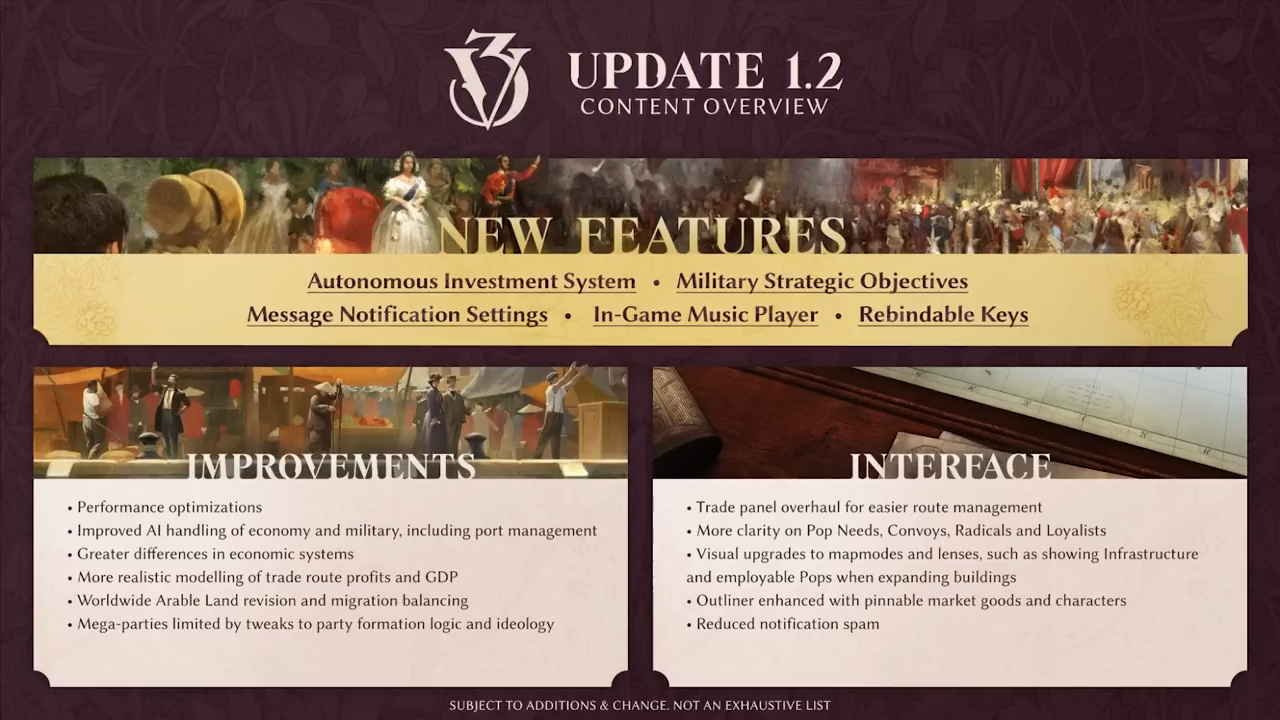 V3
UPDATE 1.2
CONTENT OVERVIEW
NEW FEATURES
Autonomous Investment System • Military Strategic Objectives
Message Notification Settings • In-Game Music Player • Rebindable Keys
IMPROVEMENTS
• Performance optimizations
• Improved AI handling of economy and military, including port management
• Greater differences in economic systems
• More realistic modelling of trade route profits and GDP
• Worldwide Arable Land revision and migration balancing
• Mega-parties limited by tweaks to party formation logic and ideology
INTERFACE
• Trade panel overhaul for easier route management
• More clarity on Pop Needs, Convoys, Radicals and Loyalists
• Visual upgrades to mapmodes and lenses, such as showing Infrastructure
and employable Pops when expanding buildings
• Outliner enhanced with pinnable market goods and characters
• Reduced notification spam
SUBJECT TO ADDITIONS & CHANGE. NOT AN EXHAUSTIVE LIST